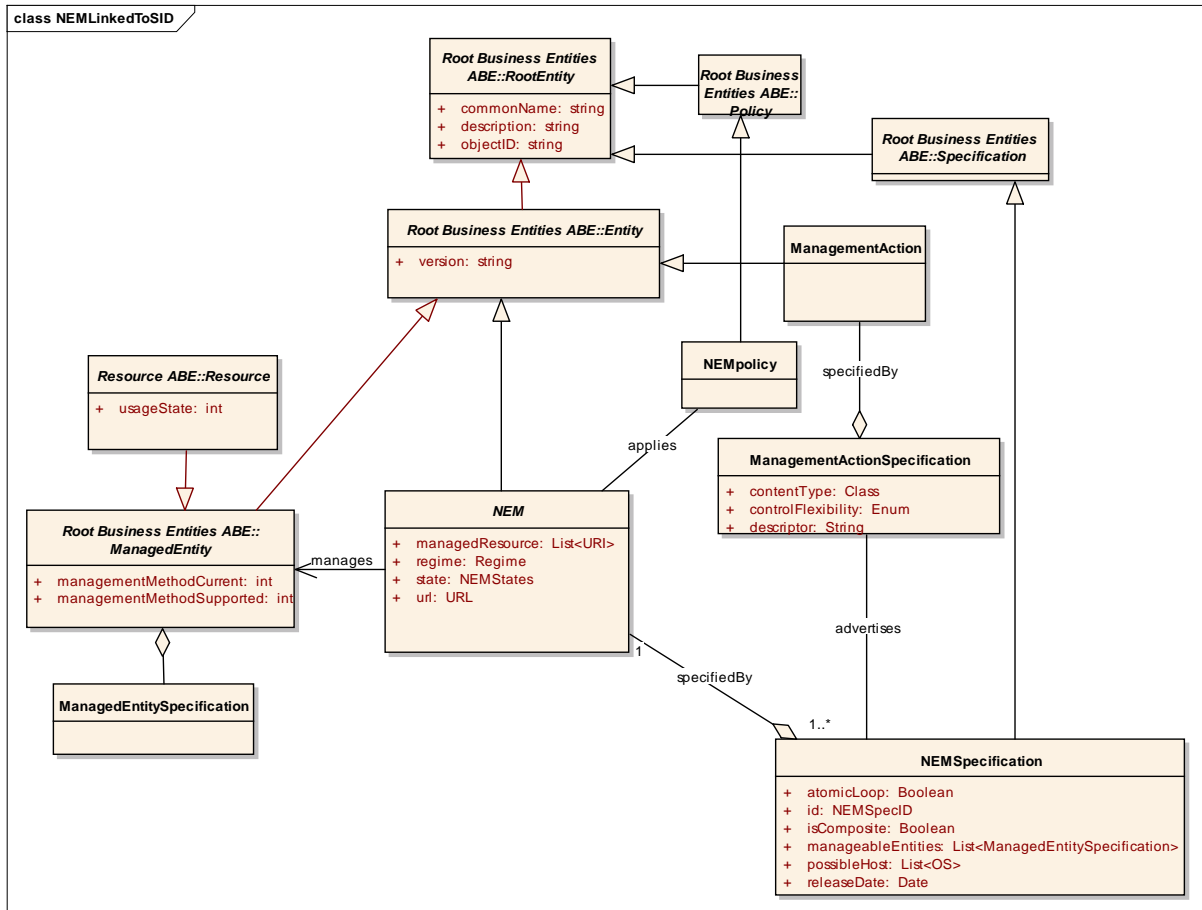 class NEMLinkedToSID
Root Business Entities
ABE::RootEntity
+ commonName: string
+ description: string
+ objectID: string
Root Business
Entities ABE::
Policy
Root Business Entities
ABE::Specification
Root Business Entities ABE::Entity
+ version: string
ManagementAction
Resource ABE::Resource
+ usageState: int
NEMpolicy
specifiedBy
applies
ManagementActionSpecification
+ contentType: Class
+ controlFlexibility: Enum
+ descriptor: String
Root Business Entities ABE::
ManagedEntity
+ managementMethodCurrent: int
+ managementMethodSupported: int
manages
NEM
+ managedResource: List<URI>
+ regime: Regime
+ state: NEMStates
+ url: URL
advertises
1
specifiedBy
1..*
ManagedEntitySpecification
NEMSpecification
+ atomicLoop: Boolean
+ id: NEMSpecID
+ isComposite: Boolean
+ manageableEntities: List<ManagedEntitySpecification>
+ possibleHost: List<OS>
+ releaseDate: Date